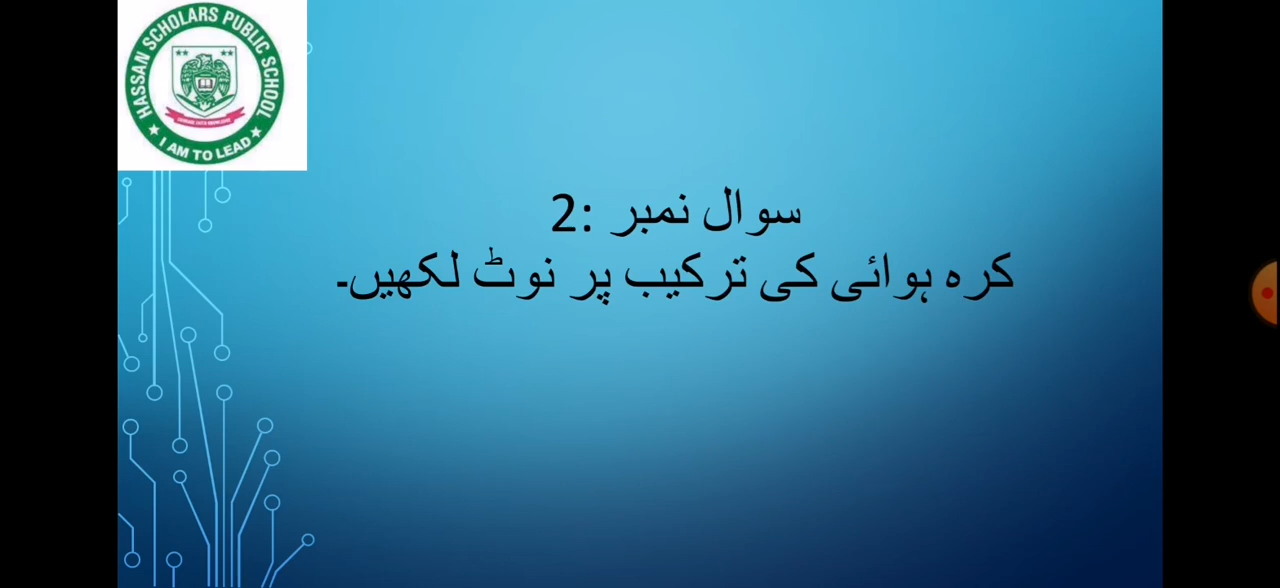 HASSAN SCHOLARS PUBLIC SCHOOL
I AM TO LEAD
سوال نمبر :2
کرہ ہوائی کی ترکیب پر نوٹ لکھیں۔